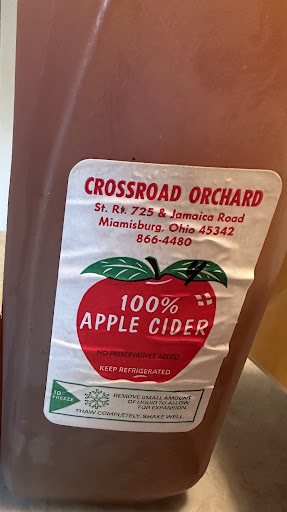 CROSSROAD ORCHARD
St. Rt. 725 & Jamaica Road
Miamisburg, Ohio 45342
866-4480
100%
APPLE CIDER
NO PRESERVATIVES ADDED
KEEP REFRIGERATED
TO
FREEZE
REMOVE SMALL AMOUNT
OF LIQUID TO ALLOW
FOR EXPANSION.
THAW COMPLETELY, SHAKE WELL.